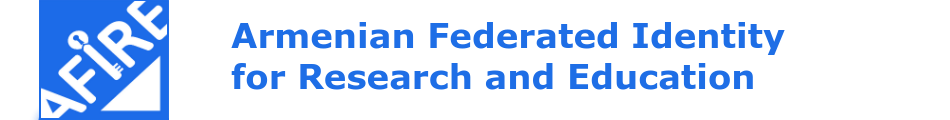 AFIRE
Armenian Federated Identity
for Research and Education